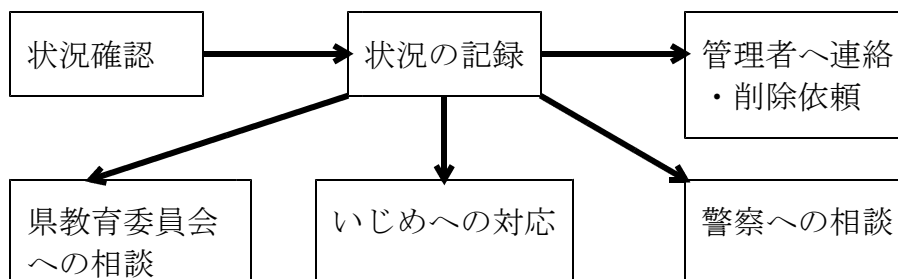 状況確認
状況の記録
管理者へ連絡
・削除依頼
県教育委員会
への相談
いじめへの対応
警察への相談